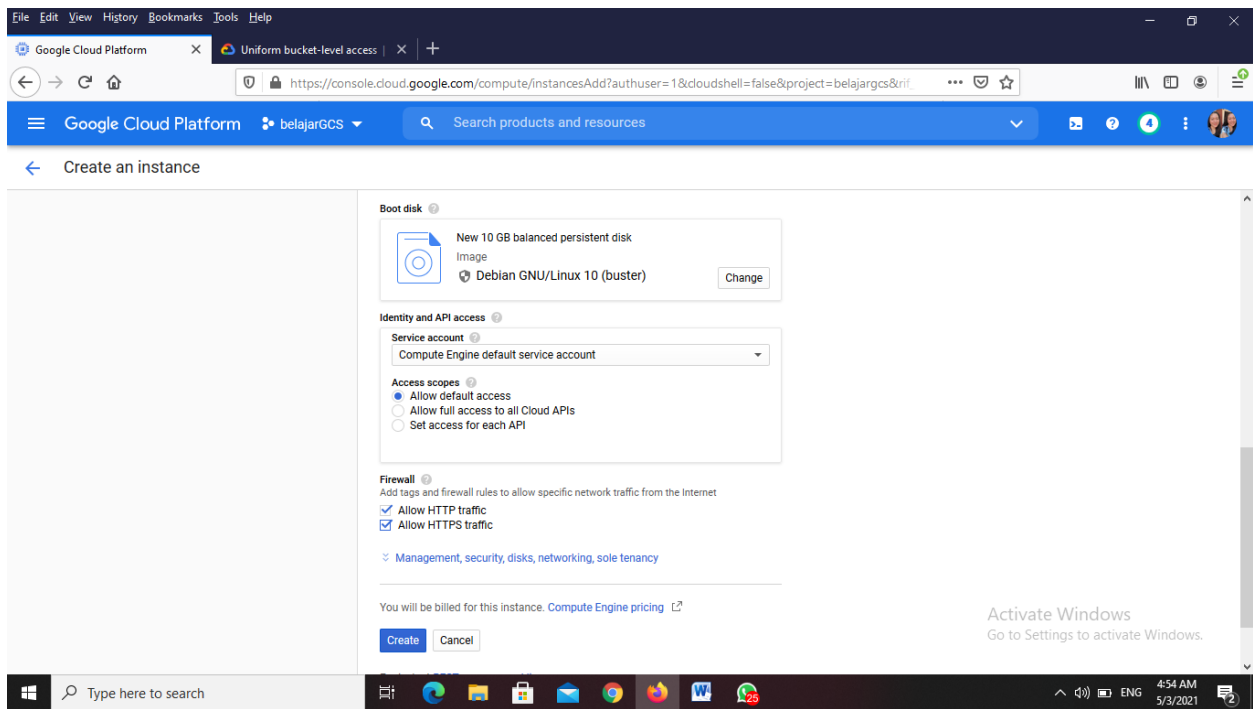 File Edit View History Bookmarks Tools Help
Google Cloud Platform
Uniform bucket-level access |
https://console.cloud.google.com/compute/instancesAdd?authuser=1&cloudshell=false&project=belajargcs&rif
Google Cloud Platform belajarGCS Search products and resources 4
Create an instance
Boot disk
New 10 GB balanced persistent disk
Image
Debian GNU/Linux 10 (buster)
Change
Identity and API access
Service account
Compute Engine default service account
Access scopes
Allow default access
Allow full access to all Cloud APIs
Set access for each API
Firewall
Add tags and firewall rules to allow specific network traffic from the Internet
Allow HTTP traffic
Allow HTTPS traffic
Management, security, disks, networking, sole tenancy
You will be billed for this instance. Compute Engine pricing
Create Cancel
Activate Windows
Go to Settings to activate Windows.
Type here to search
25
ENG
4:54 AM
5/3/2021
2